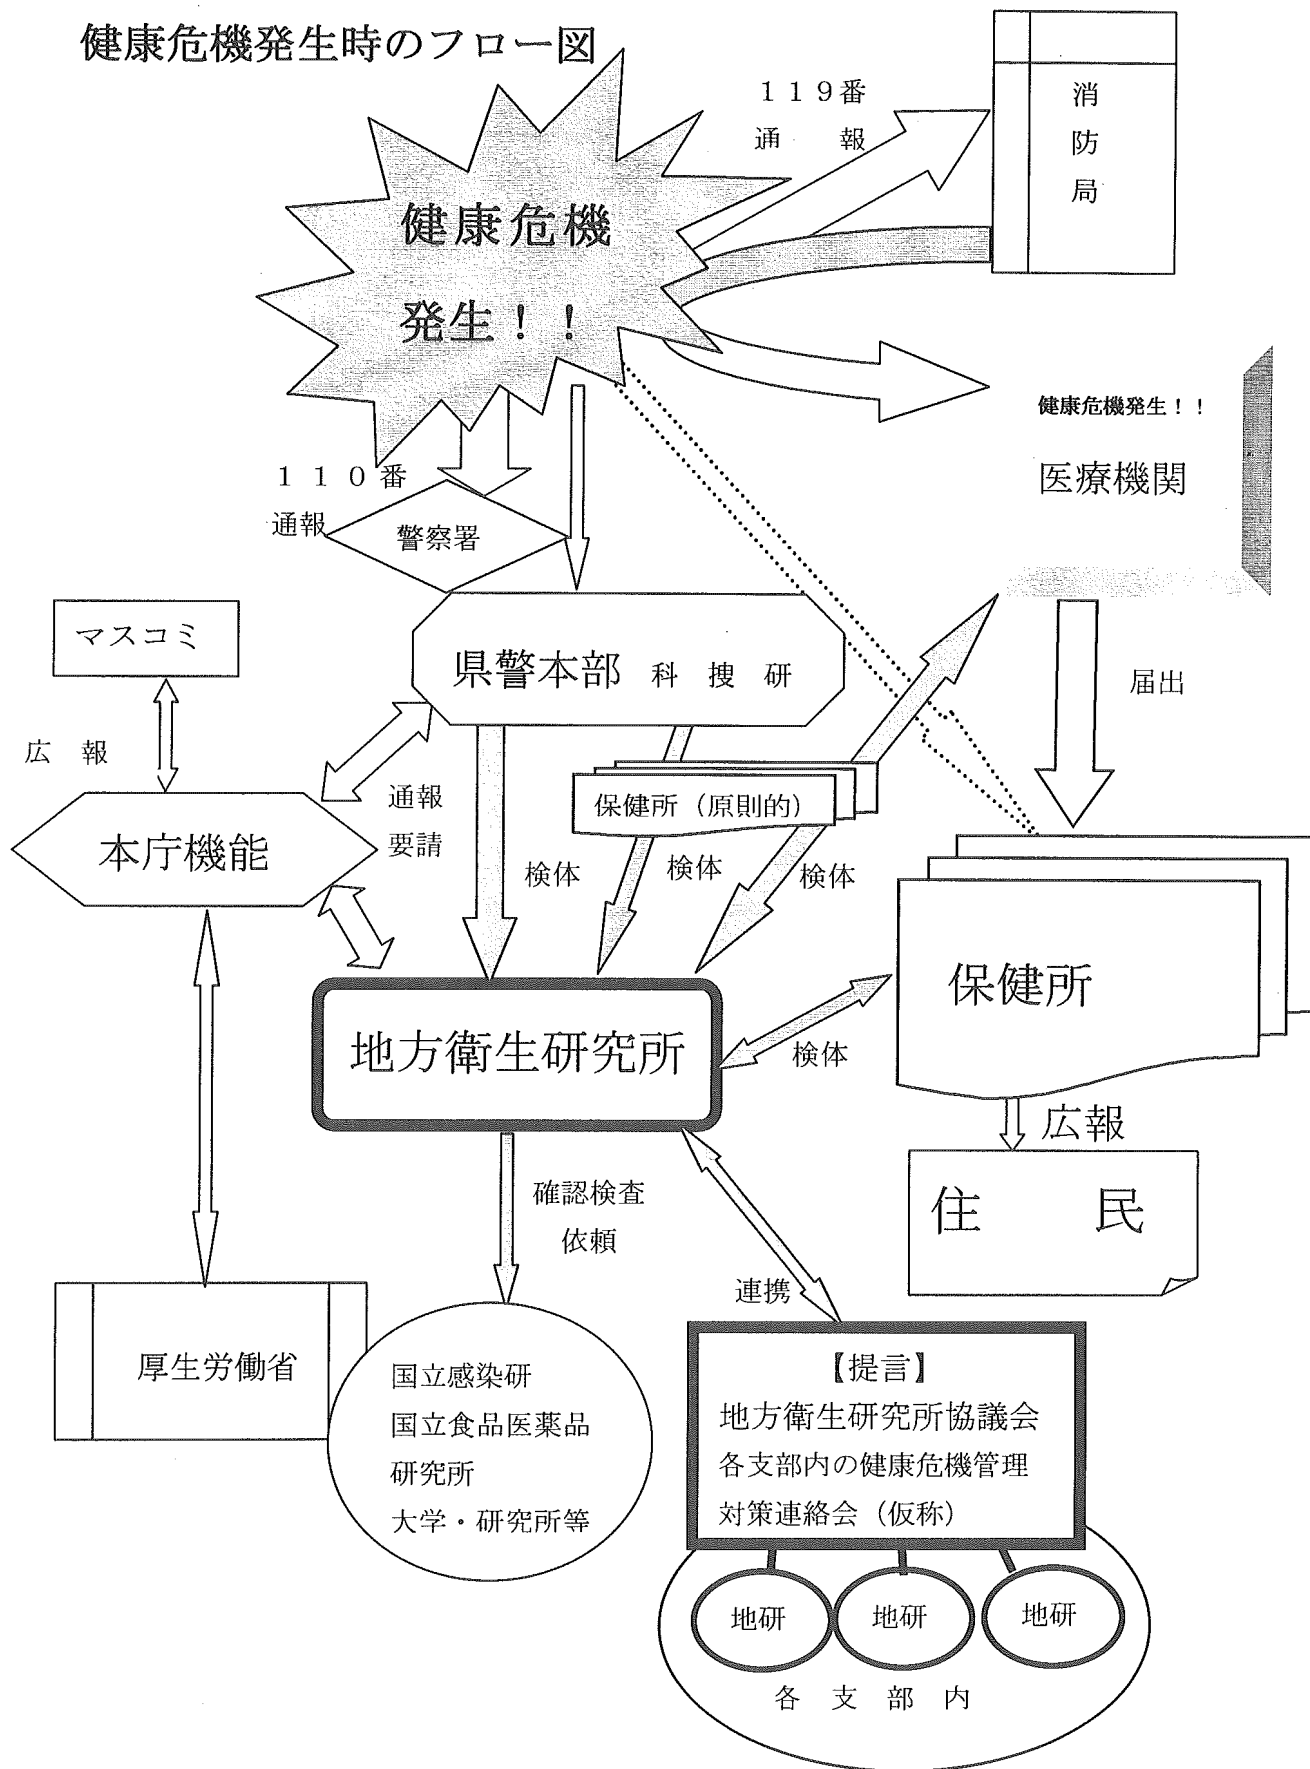 健康危機発生時のフロー図
１１９番
通　報
消
防
局
健康危機
発生！！
健康危機発生！！
医療機関
１１０番
通報
警察署
マスコミ
県警本部 科 捜 研
届出
広 報
通報
要請
保健所（原則的）
本庁機能
検体
検体
検体
保健所
地方衛生研究所
検体
広報
住　民
確認検査
依頼
連携
厚生労働省
国立感染研
国立食品医薬品
研究所
大学・研究所等
【提言】
地方衛生研究所協議会
各支部内の健康危機管理
対策連絡会（仮称）
地研
地研
地研
各 支 部 内